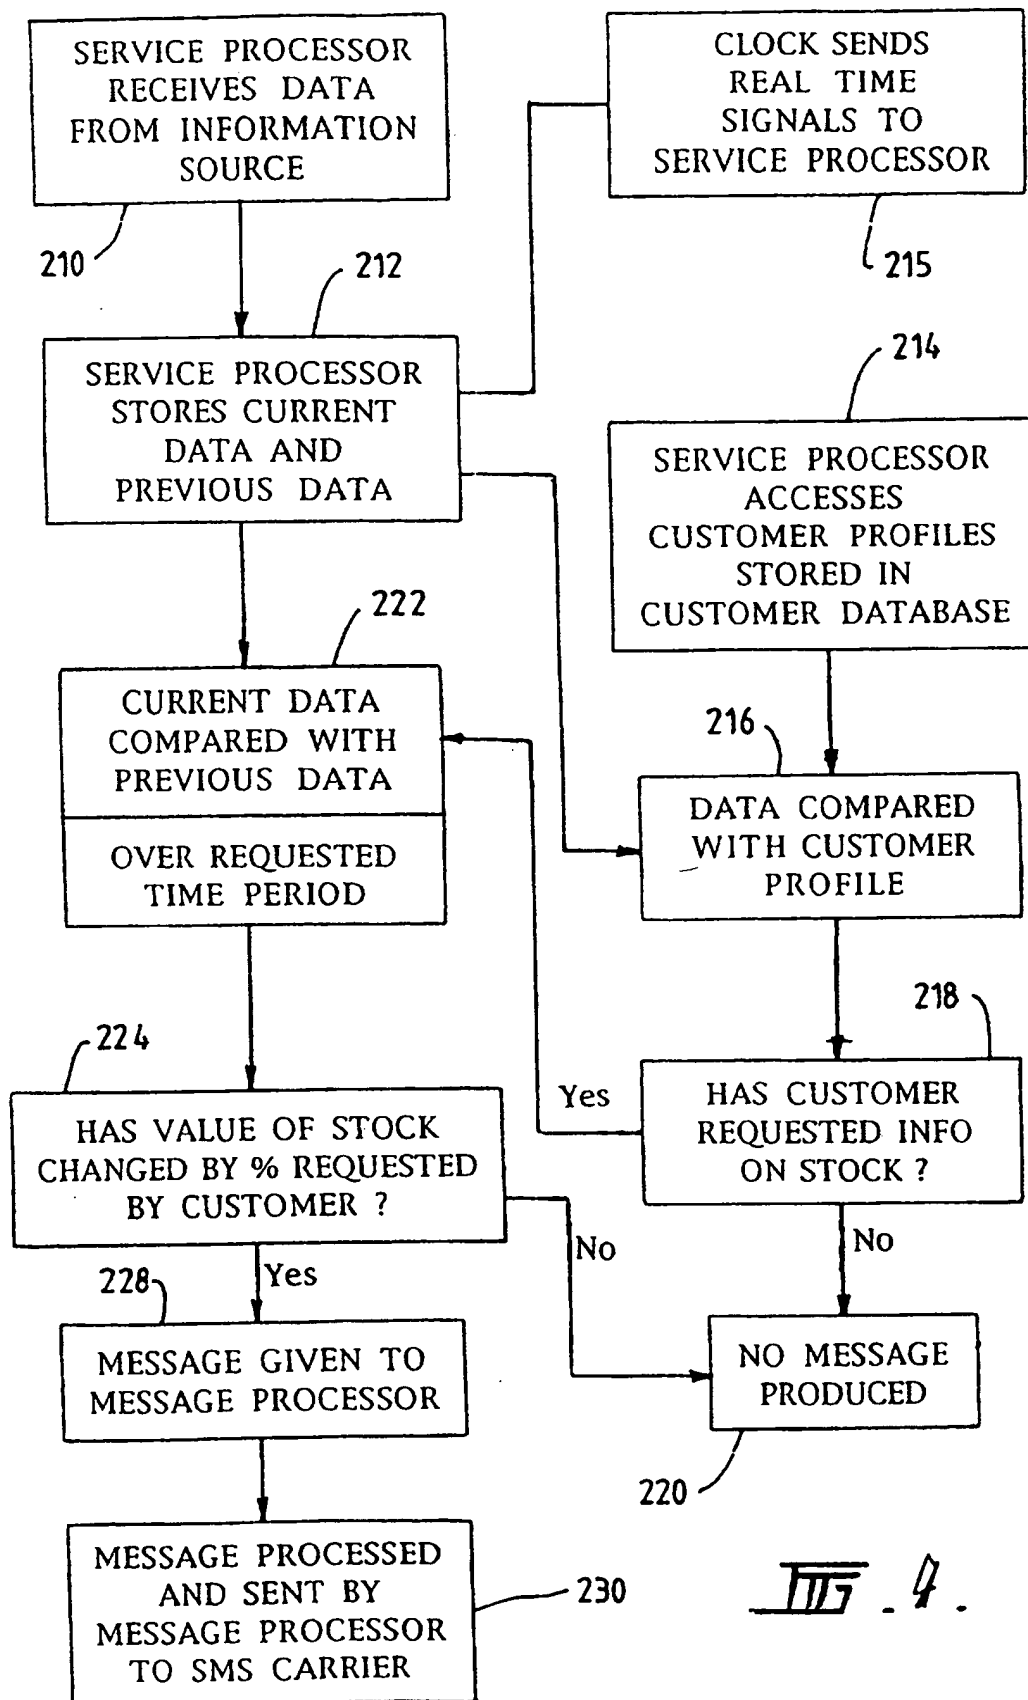 SERVICE PROCESSOR
RECEIVES DATA
FROM INFORMATION
SOURCE
210
CLOCK SENDS
REAL TIME
SIGNALS TO
SERVICE PROCESSOR
215
212
SERVICE PROCESSOR
STORES CURRENT
DATA AND
PREVIOUS DATA
214
SERVICE PROCESSOR
ACCESSES
CUSTOMER PROFILES
STORED IN
CUSTOMER DATABASE
222
CURRENT DATA
COMPARED WITH
PREVIOUS DATA
OVER REQUESTED
TIME PERIOD
216
DATA COMPARED
WITH CUSTOMER
PROFILE
218
HAS CUSTOMER
REQUESTED INFO
ON STOCK ?
Yes
No
224
HAS VALUE OF STOCK
CHANGED BY % REQUESTED
BY CUSTOMER ?
No
Yes
228
MESSAGE GIVEN TO
MESSAGE PROCESSOR
NO MESSAGE
PRODUCED
220
MESSAGE PROCESSED
AND SENT BY
MESSAGE PROCESSOR
TO SMS CARRIER
230
FIG.